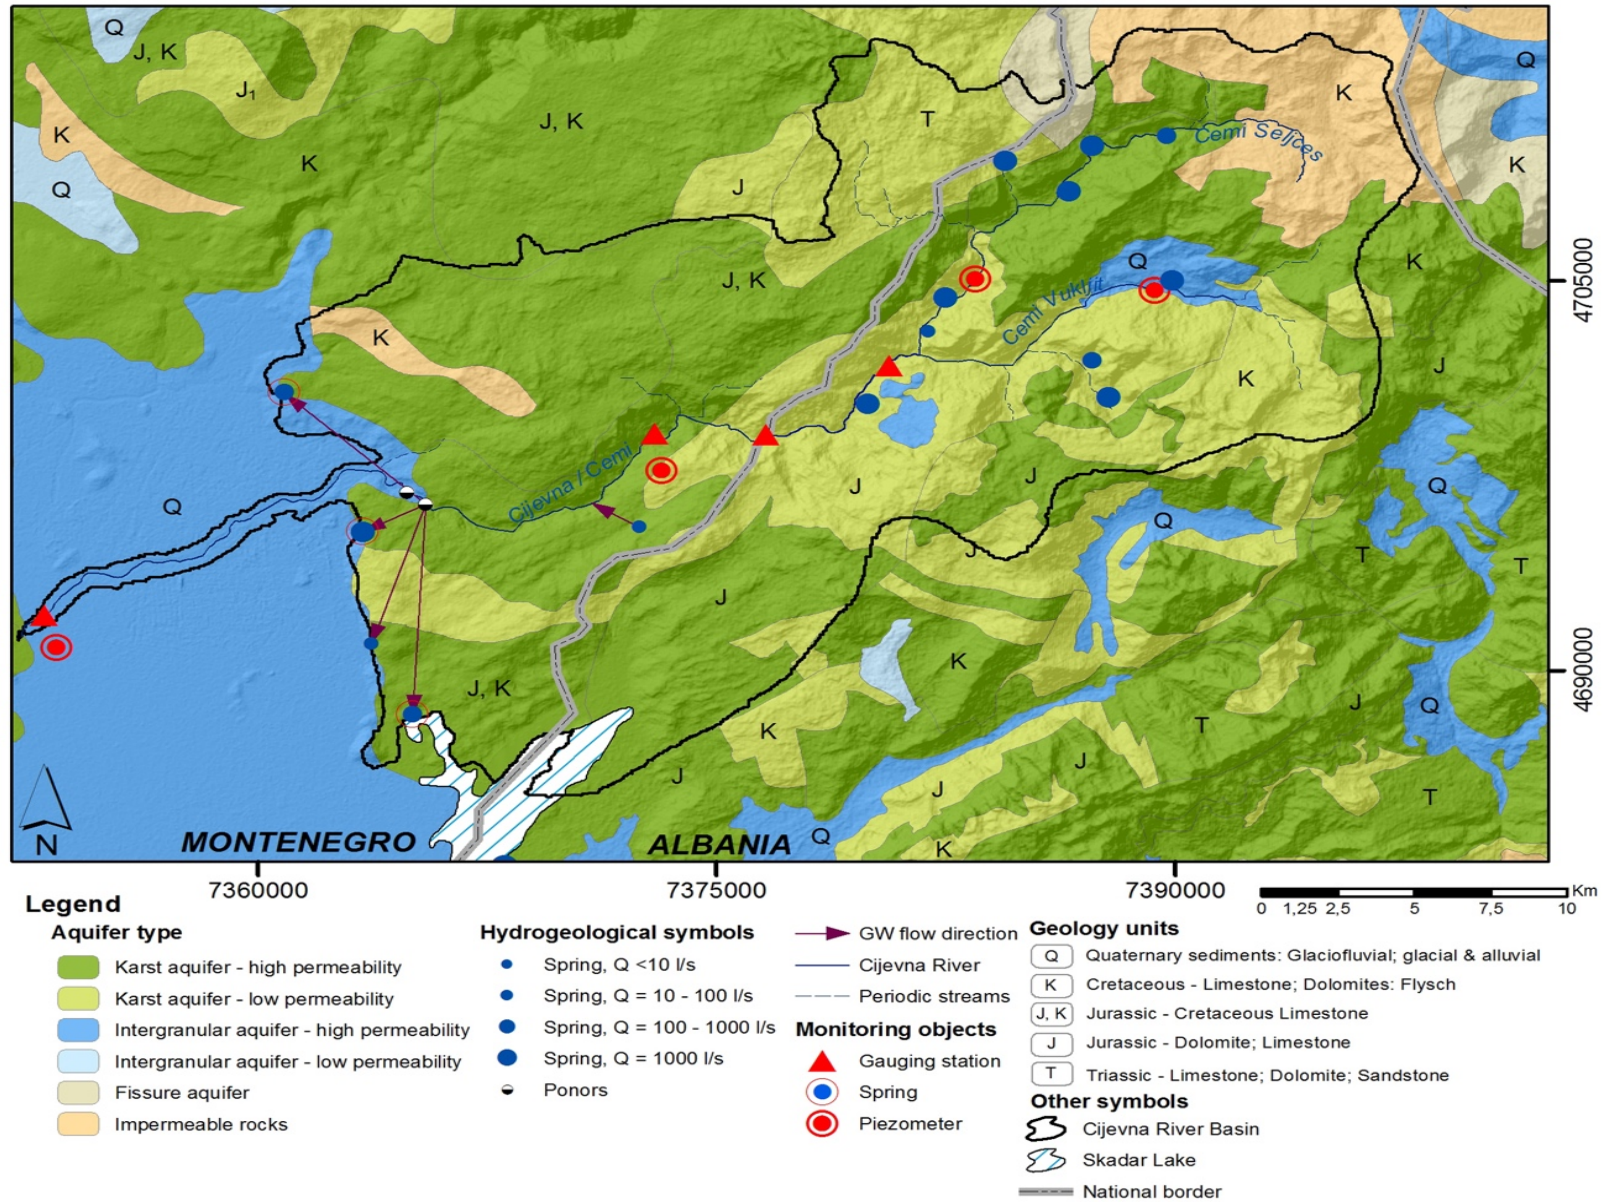 Q
J, K
J₁
K
Q
K
J, K
T
K
Q
K
Cemi Seljces
J
J, K
Q
K
Cemi Vuklit
K
J
K
4705000
Cijevna / Cemi
Q
J
J
Q
Q
J
T
T
J
K
J, K
K
J
T
J
Q
J
J
T
Q
K
4690000
N
MONTENEGRO
ALBANIA
7360000
7375000
7390000
Km
0 1,25 2,5 5 7,5 10
Legend
Aquifer type
Karst aquifer - high permeability
Karst aquifer - low permeability
Intergranular aquifer - high permeability
Intergranular aquifer - low permeability
Fissure aquifer
Impermeable rocks
Hydrogeological symbols
Spring, Q <10 l/s
Spring, Q = 10 - 100 l/s
Spring, Q = 100 - 1000 l/s
Spring, Q = 1000 l/s
Ponors
GW flow direction
Cijevna River
Periodic streams
Monitoring objects
Gauging station
Spring
Piezometer
Geology units
Q Quaternary sediments: Glaciofluvial; glacial & alluvial
K Cretaceous - Limestone; Dolomites: Flysch
J, K Jurassic - Cretaceous Limestone
J Jurassic - Dolomite; Limestone
T Triassic - Limestone; Dolomite; Sandstone
Other symbols
Cijevna River Basin
Skadar Lake
National border